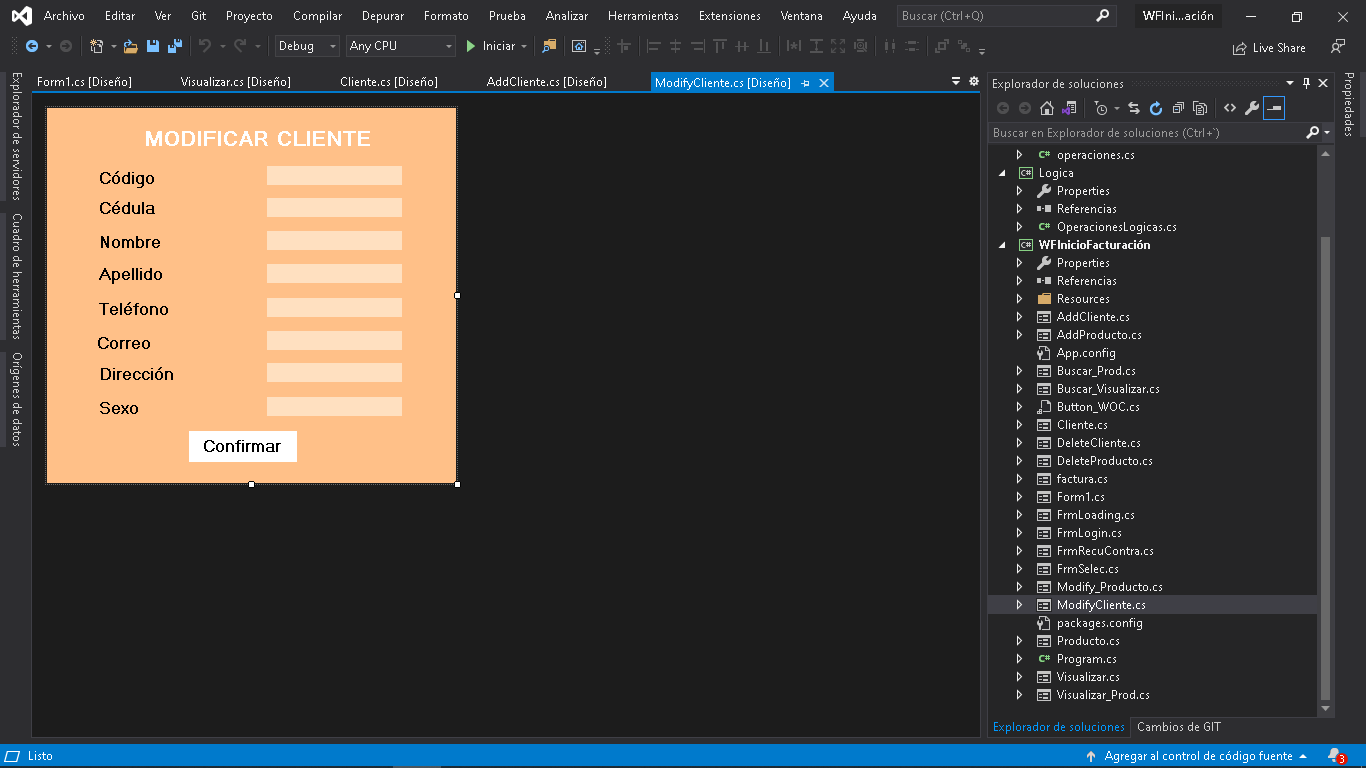 Archivo Editar Ver Git Proyecto Compilar Depurar Formato Prueba Analizar Herramientas Extensiones Ventana Ayuda Buscar (Ctrl+Q) WFIni...ación
Debug Any CPU Iniciar Live Share
Explorador de servidores
Cuadro de herramientas
Orígenes de datos
Form1.cs [Diseño] Visualizar.cs [Diseño] Cliente.cs [Diseño] AddCliente.cs [Diseño] ModifyCliente.cs [Diseño]
MODIFICAR CLIENTE
Código
Cédula
Nombre
Apellido
Teléfono
Correo
Dirección
Sexo
Confirmar
Explorador de soluciones
Buscar en Explorador de soluciones (Ctrl+`)
operaciones.cs
Logica
Properties
Referencias
OperacionesLogicas.cs
WFInicioFacturación
Properties
Referencias
Resources
AddCliente.cs
AddProducto.cs
App.config
Buscar_Prod.cs
Buscar_Visualizar.cs
Button_WOC.cs
Cliente.cs
DeleteCliente.cs
DeleteProducto.cs
factura.cs
Form1.cs
FrmLoading.cs
FrmLogin.cs
FrmRecuContra.cs
FrmSelec.cs
Modify_Producto.cs
ModifyCliente.cs
packages.config
Producto.cs
Program.cs
Visualizar.cs
Visualizar_Prod.cs
Explorador de soluciones Cambios de GIT
Propiedades
Listo Agregar al control de código fuente 3